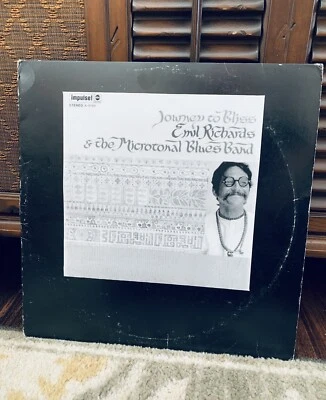 impulse!
STEREO
Journey to Bliss
Emil Richards
& the Microtonal Blues Band